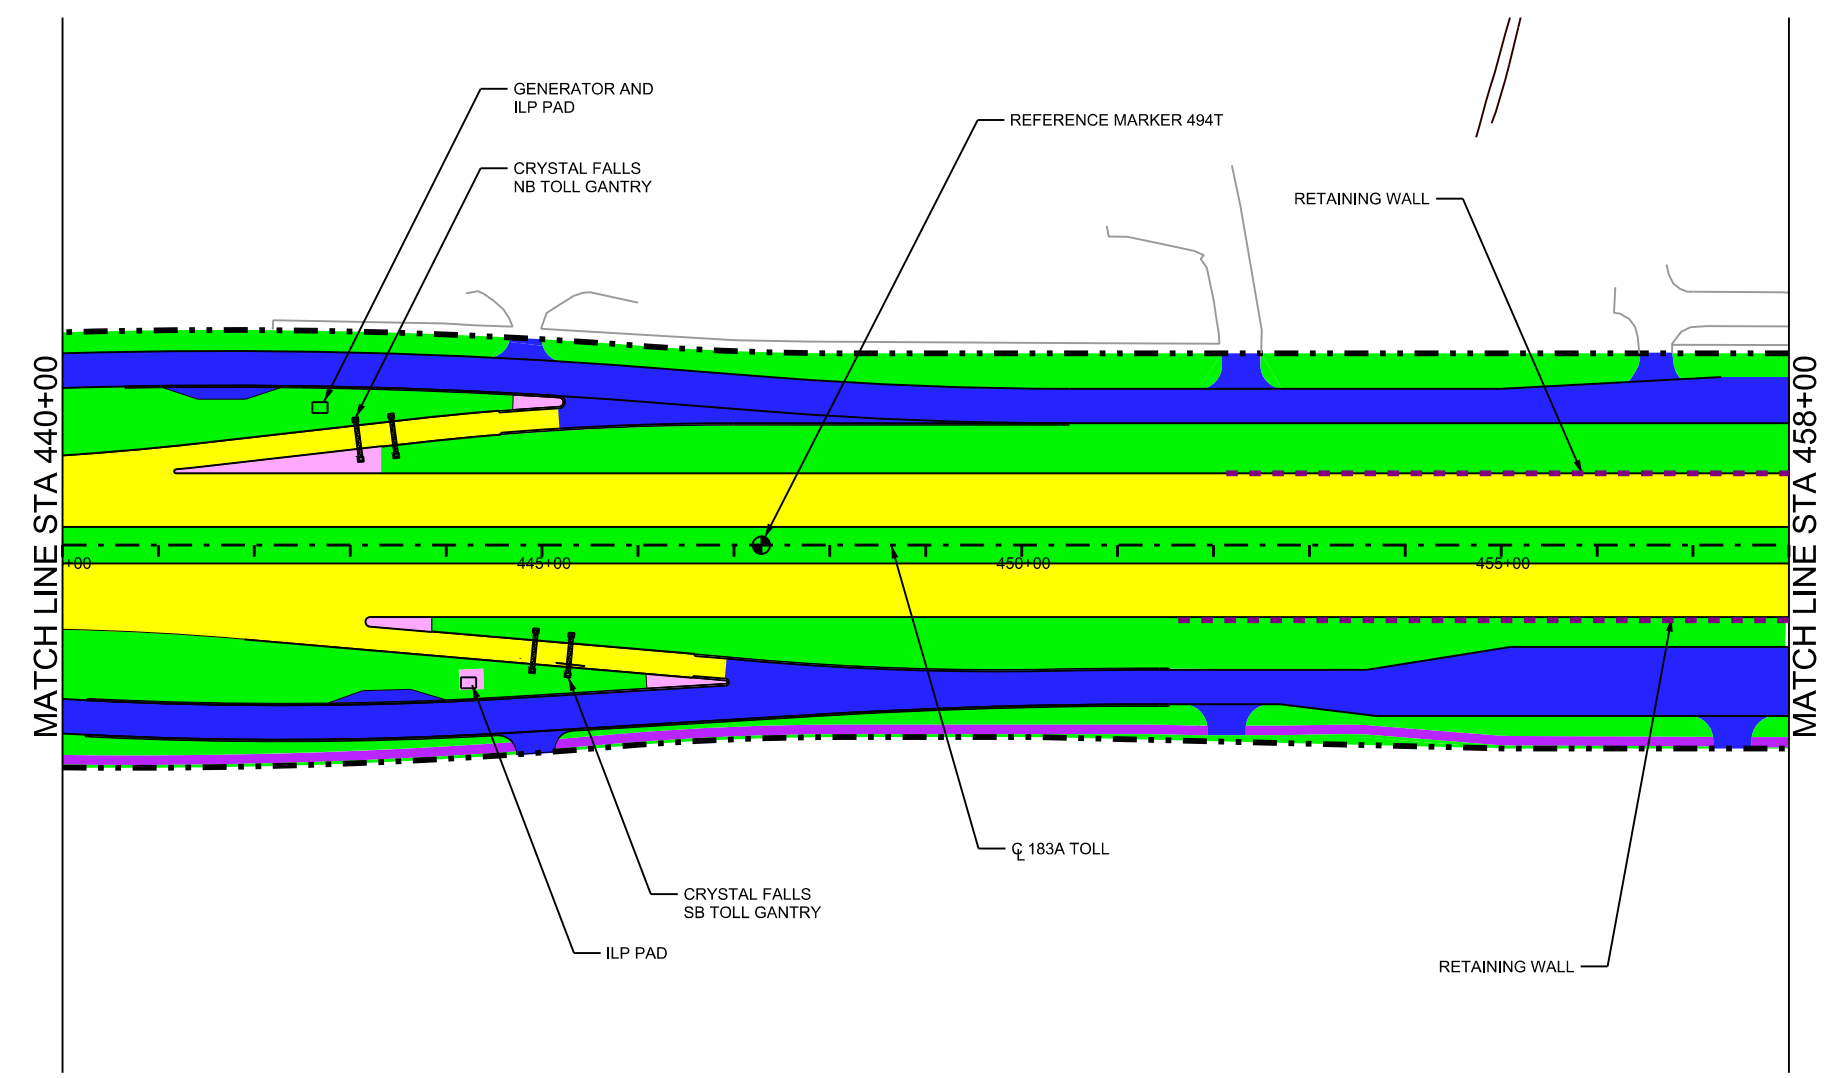 GENERATOR AND
ILP PAD
REFERENCE MARKER 494T
CRYSTAL FALLS
NB TOLL GANTRY
RETAINING WALL
MATCH LINE STA 440+00
MATCH LINE STA 458+00
+00
445+00
450+00
455+00
℄ 183A TOLL
CRYSTAL FALLS
SB TOLL GANTRY
ILP PAD
RETAINING WALL